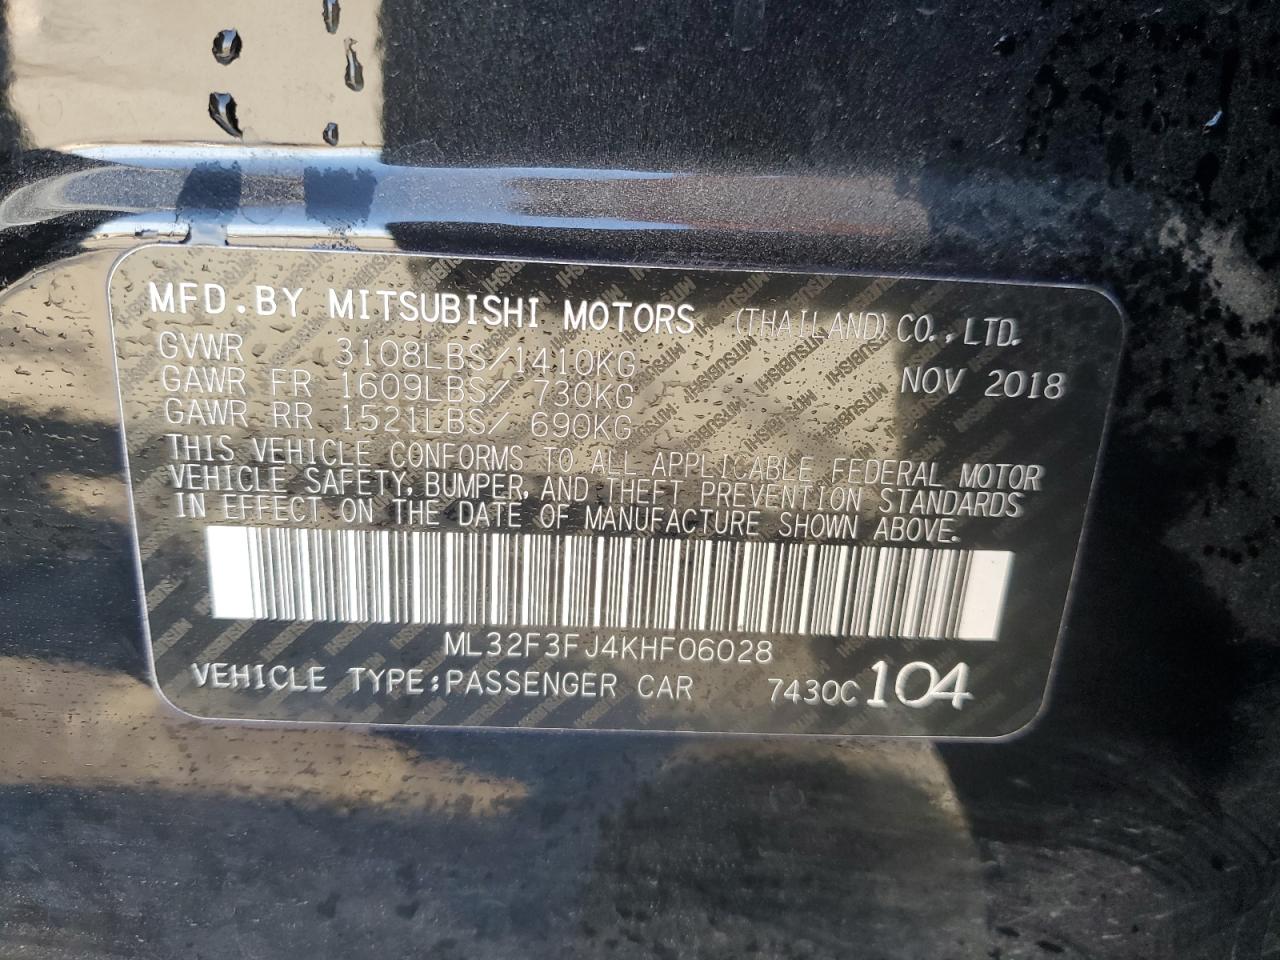 MFD.BY MITSUBISHI MOTORS (THAILAND) CO., LTD.
GVWR 3108LBS/1410KG NOV 2018
GAWR FR 1609LBS/ 730KG
GAWR RR 1521LBS/ 690KG
THIS VEHICLE CONFORMS TO ALL APPLICABLE FEDERAL MOTOR
VEHICLE SAFETY, BUMPER, AND THEFT PREVENTION STANDARDS
IN EFFECT ON THE DATE OF MANUFACTURE SHOWN ABOVE.
ML32F3FJ4KHF06028
VEHICLE TYPE:PASSENGER CAR 7430C 104